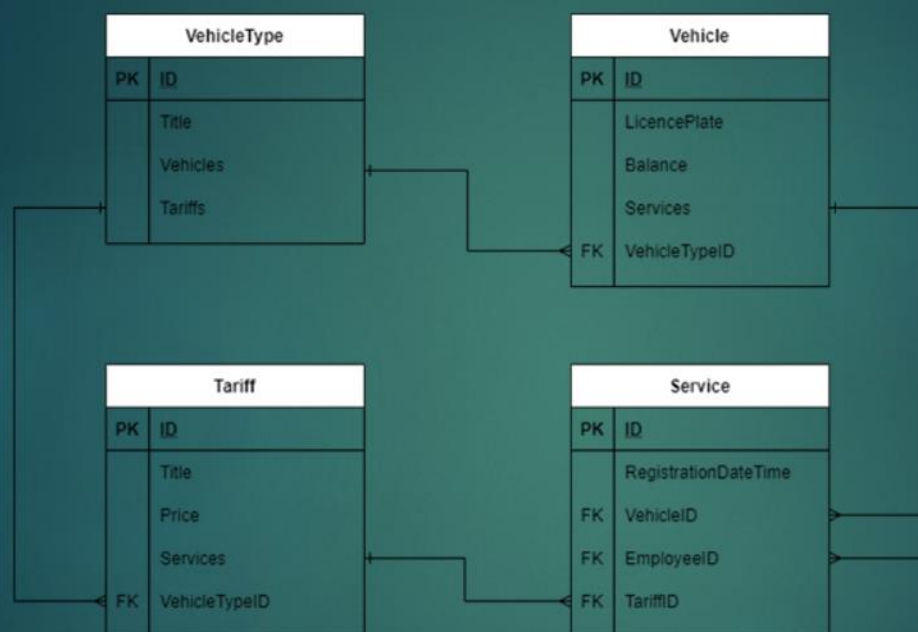 VehicleType
PK ID
Title
Vehicles
Tariffs
Vehicle
PK ID
LicencePlate
Balance
Services
FK VehicleTypeID
Tariff
PK ID
Title
Price
Services
FK VehicleTypeID
Service
PK ID
RegistrationDateTime
FK VehicleID
FK EmployeeID
FK TariffID